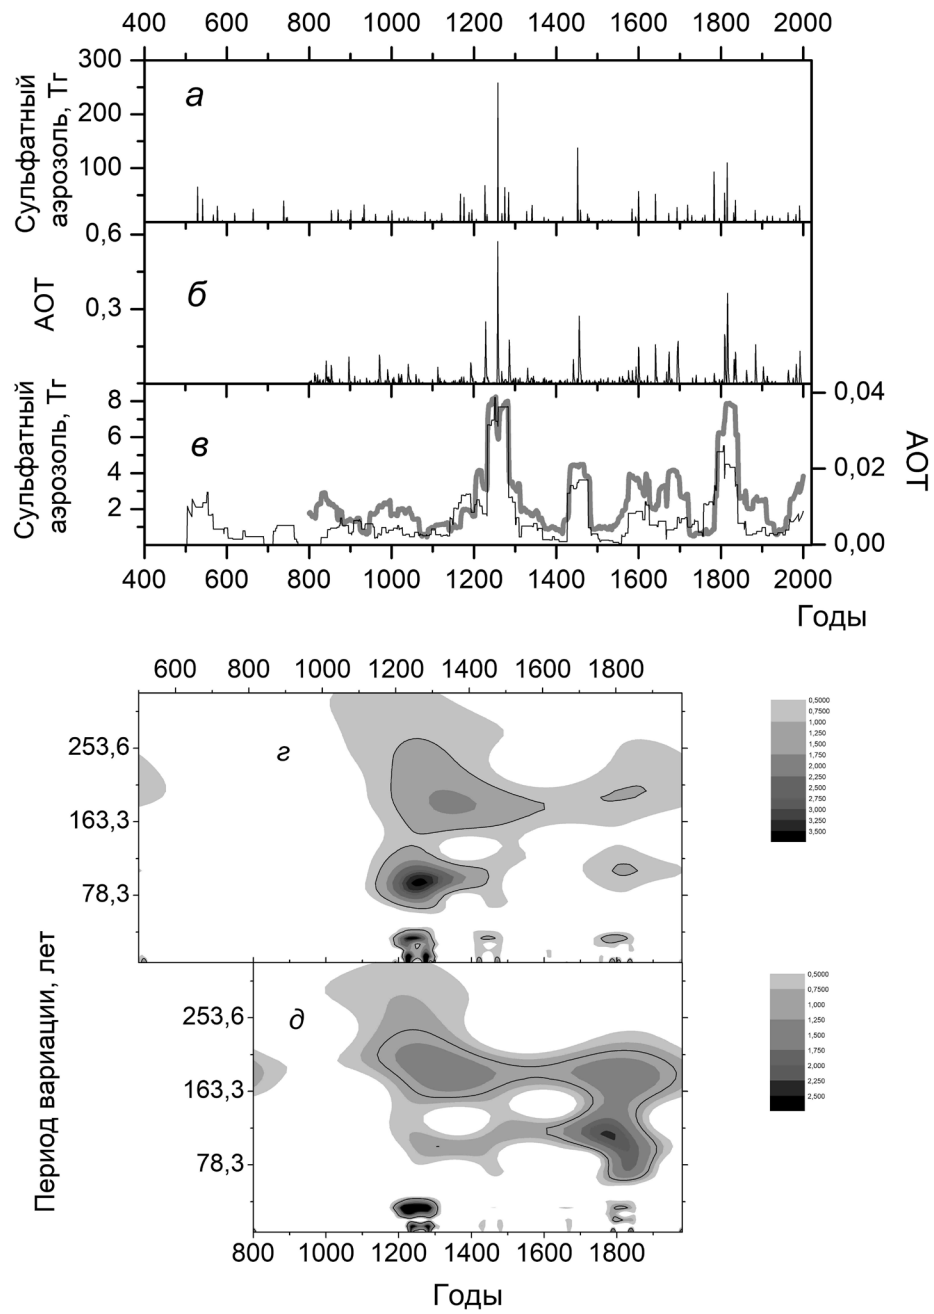 400 600 800 1000 1200 1400 1600 1800 2000
Сульфатный
аэрозоль, Тг
300
200
100
а
АОТ
0,6
0,3
б
Сульфатный
аэрозоль, Тг
8
6
4
2
в
0,04
0,02
0,00
АОТ
400 600 800 1000 1200 1400 1600 1800 2000
Годы
600 800 1000 1200 1400 1600 1800
Период вариации, лет
253,6
163,3
78,3
г
0,5000
0,7500
1,000
1,250
1,500
1,750
2,000
2,250
2,500
2,750
3,000
3,250
3,500
253,6
163,3
78,3
д
0,5000
0,7500
1,000
1,250
1,500
1,750
2,000
2,250
2,500
800 1000 1200 1400 1600 1800
Годы